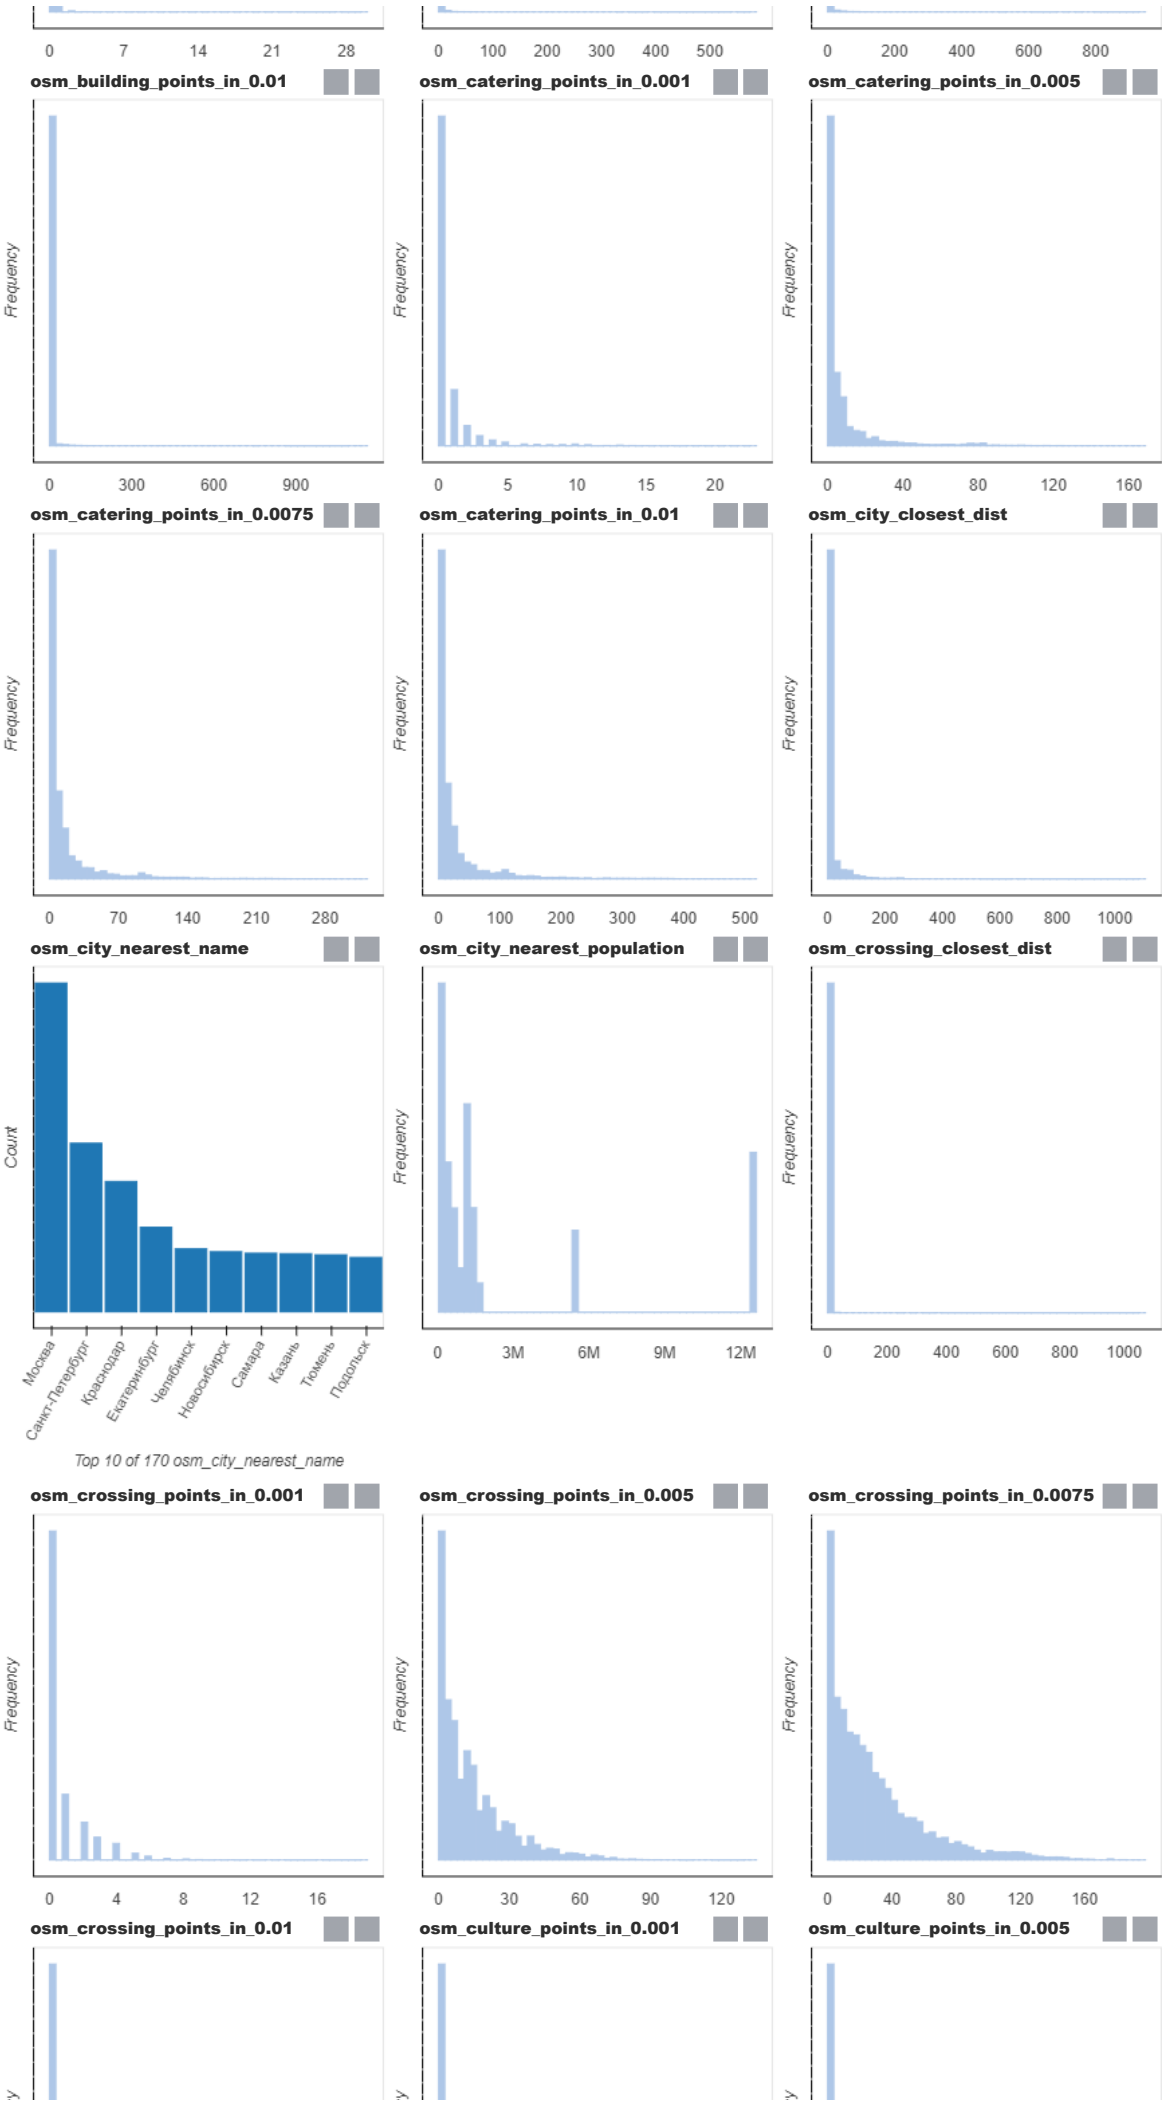 0 7 14 21 28
0 100 200 300 400 500
0 200 400 600 800
osm_building_points_in_0.01
osm_catering_points_in_0.001
osm_catering_points_in_0.005
Frequency
Frequency
Frequency
0 300 600 900
0 5 10 15 20
0 40 80 120 160
osm_catering_points_in_0.0075
osm_catering_points_in_0.01
osm_city_closest_dist
Frequency
Frequency
Frequency
0 70 140 210 280
0 100 200 300 400 500
0 200 400 600 800 1000
osm_city_nearest_name
osm_city_nearest_population
osm_crossing_closest_dist
Count
Frequency
Frequency
Москва
Санкт-Петербург
Краснодар
Екатеринбург
Челябинск
Новосибирск
Самара
Казань
Тюмень
Подольск
0 3M 6M 9M 12M
0 200 400 600 800 1000
Top 10 of 170 osm_city_nearest_name
osm_crossing_points_in_0.001
osm_crossing_points_in_0.005
osm_crossing_points_in_0.0075
Frequency
Frequency
Frequency
0 4 8 12 16
0 30 60 90 120
0 40 80 120 160
osm_crossing_points_in_0.01
osm_culture_points_in_0.001
osm_culture_points_in_0.005